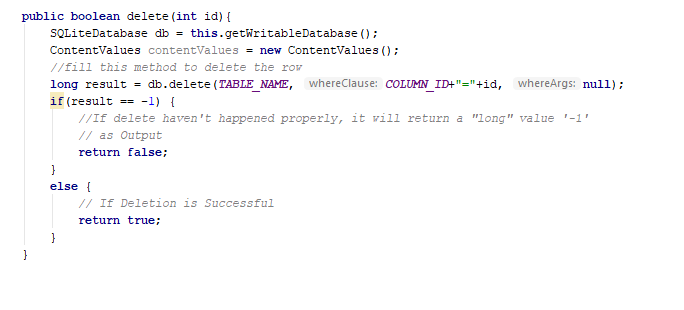 public boolean delete(int id){
SQLiteDatabase db = this.getWritableDatabase();
ContentValues contentValues = new ContentValues();
//fill this method to delete the row
long result = db.delete(TABLE_NAME, whereClause: COLUMN_ID+"="+id, whereArgs: null);
if(result == -1) {
//If delete haven't happened properly, it will return a "long" value '-1'
// as Output
return false;
}
else {
// If Deletion is Successful
return true;
}
}